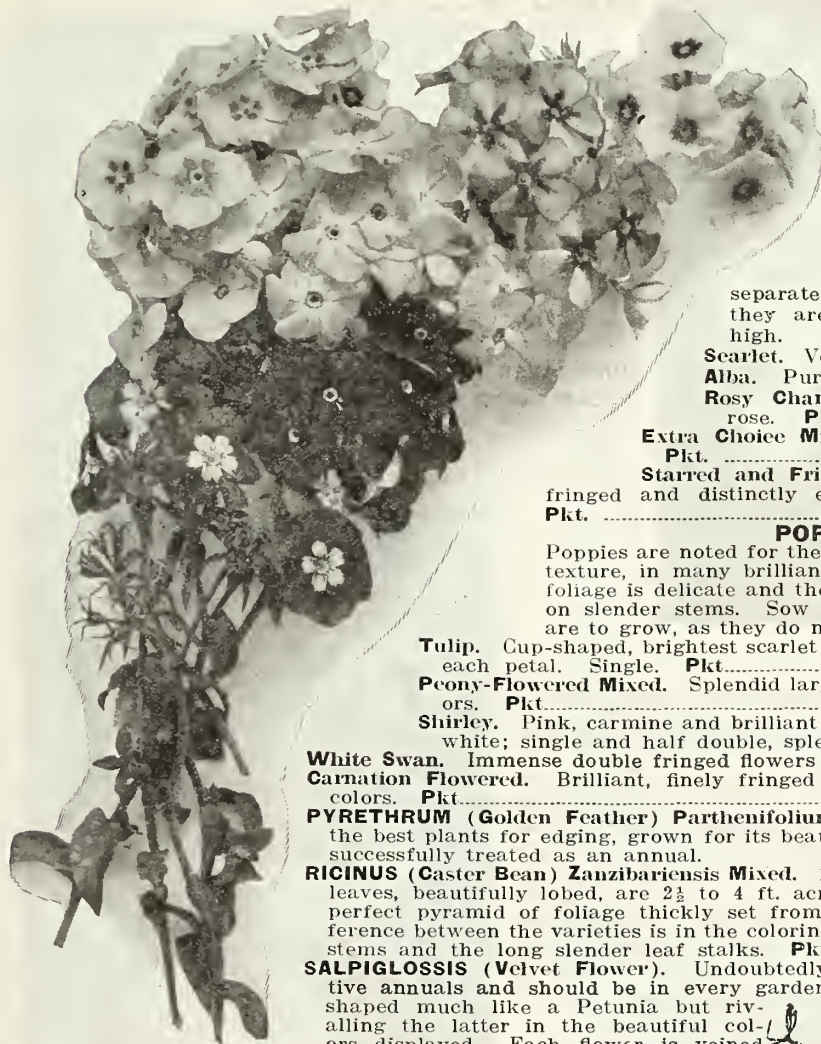 separate
they are
high.
Scarlet. V
Alba. Pur
Rosy Cha
rose. P
Extra Choice M
Pkt.
Starred and Fri
fringed and distinctly e
Pkt.
POP
Poppies are noted for the
texture, in many brillian
foliage is delicate and th
on slender stems. Sow
are to grow, as they do n
Tulip. Cup-shaped, brightest scarlet
each petal. Single. Pkt.
Peony-Flowered Mixed. Splendid lar
ors. Pkt.
Shirley. Pink, carmine and brilliant
white; single and half double, sple
White Swan. Immense double fringed flowers
Carnation Flowered. Brilliant, finely fringed
colors. Pkt.
PYRETHRUM (Golden Feather) Parthenifoliu
the best plants for edging, grown for its beau
successfully treated as an annual.
RICINUS (Caster Bean) Zanzibariensis Mixed.
leaves, beautifully lobed, are 2½ to 4 ft. acr
perfect pyramid of foliage thickly set from
ference between the varieties is in the colorin
stems and the long slender leaf stalks. Pk
SALPIGLOSSIS (Velvet Flower). Undoubtedly
tive annuals and should be in every garden
shaped much like a Petunia but riv-
alling the latter in the beautiful col-
ors displayed. Each flower is veined